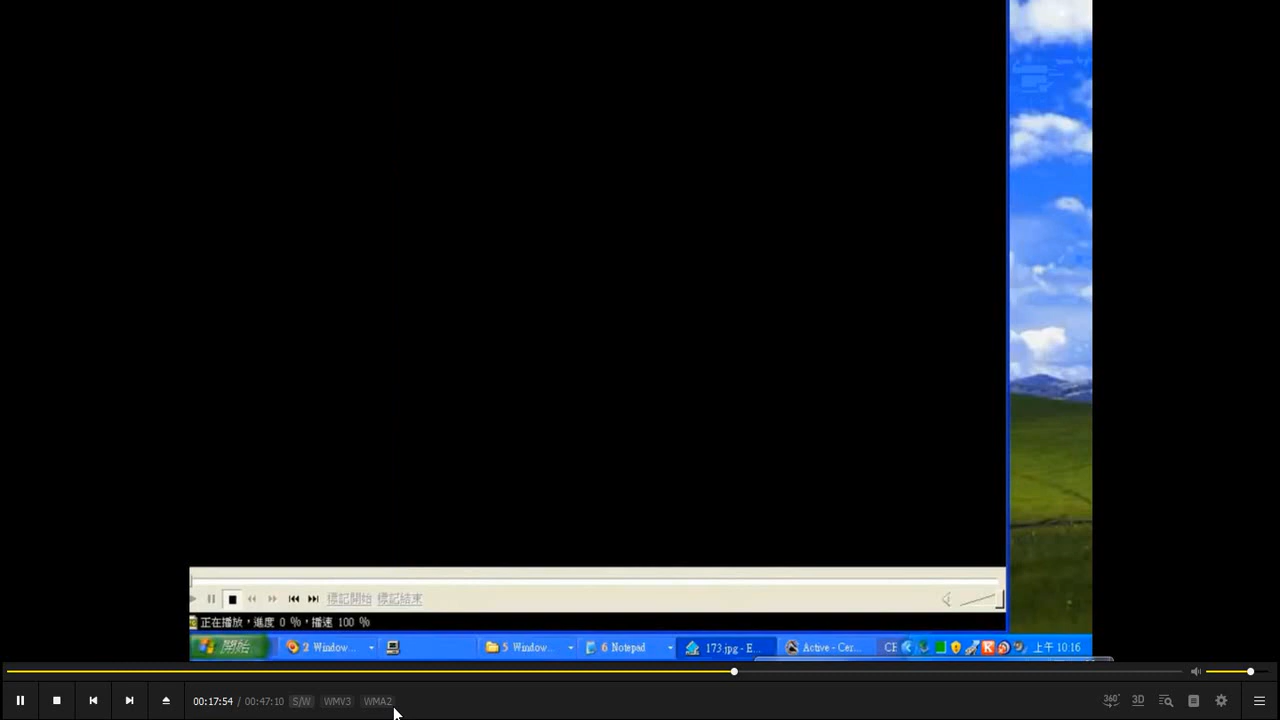 標記開始 標記結束
正在播放，進度 0 %，播速 100 %
開始 2 Window... 5 Window... 6 Notepad 173.jpg - E... Active - Cer... 上午 10:16
00:17:54 / 00:47:10 S/W WMV3 WMA2 360° 3D